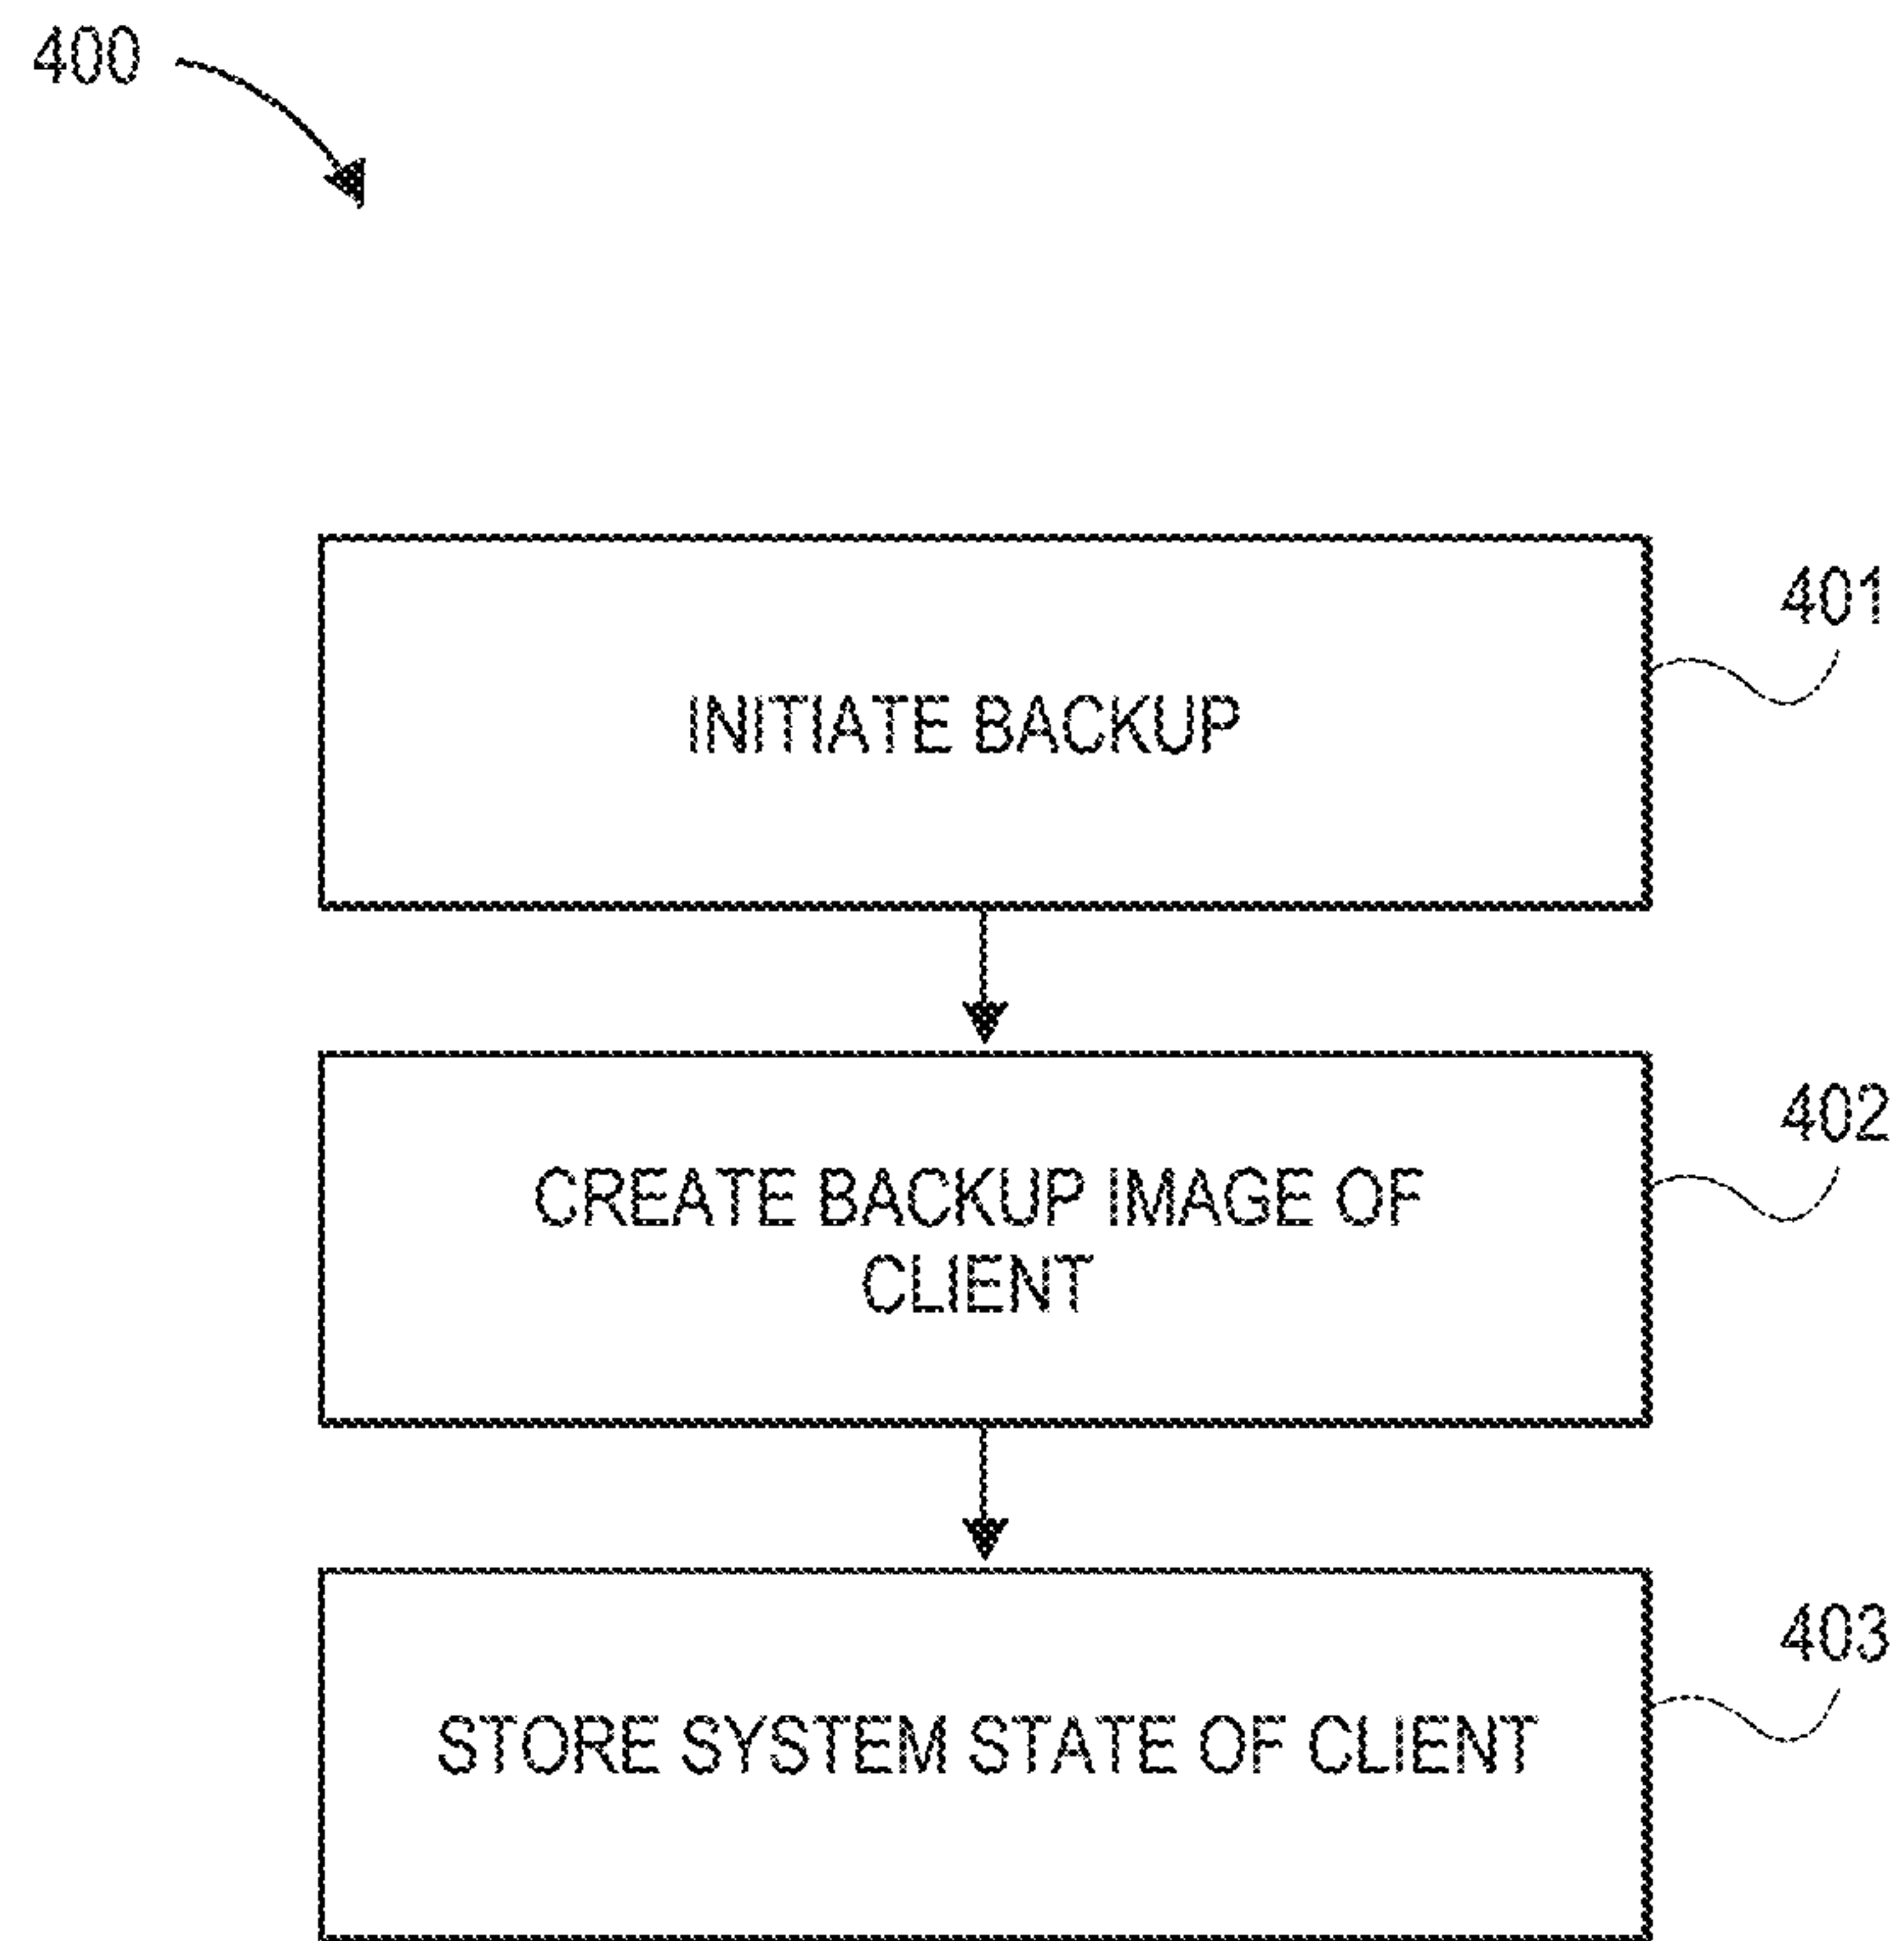 400
401
INITIATE BACKUP
402
CREATE BACKUP IMAGE OF
CLIENT
403
STORE SYSTEM STATE OF CLIENT